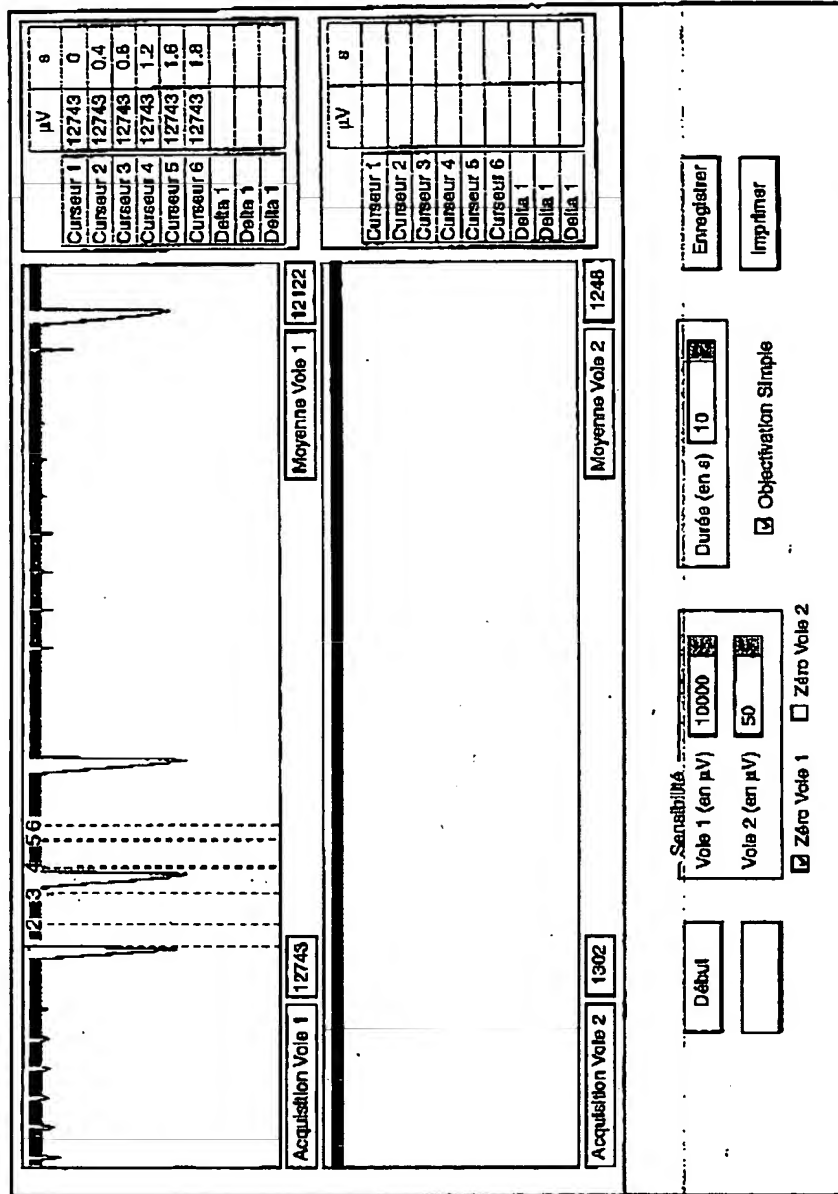 1 2 3 4 5 6
µV s
Curseur 1 12743 0
Curseur 2 12743 0.4
Curseur 3 12743 0.8
Curseur 4 12743 1.2
Curseur 5 12743 1.6
Curseur 6 12743 1.8
Delta 1
Delta 1
Delta 1
Acquisition Voie 1 12743
Moyenne Voie 1 12122
µV s
Curseur 1
Curseur 2
Curseur 3
Curseur 4
Curseur 5
Curseur 6
Delta 1
Delta 1
Delta 1
Acquisition Voie 2 1302
Moyenne Voie 2 1248
Début
Sensibilité
Voie 1 (en µV) 10000
Voie 2 (en µV) 50
Zéro Voie 1
Zéro Voie 2
Durée (en s) 10
Objectivation Simple
Enregistrer
Imprimer